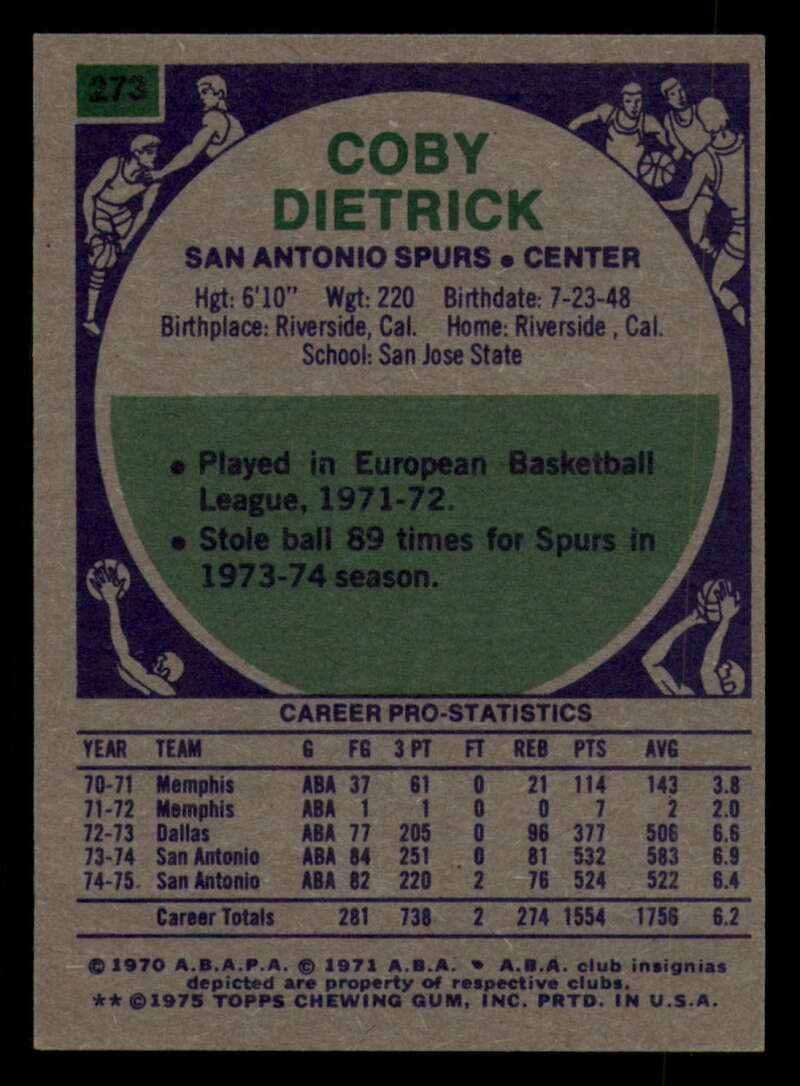 273
COBY
DIETRICK
SAN ANTONIO SPURS • CENTER
Hgt: 6'10" Wgt: 220 Birthdate: 7-23-48
Birthplace: Riverside, Cal. Home: Riverside , Cal.
School: San Jose State
• Played in European Basketball
League, 1971-72.
• Stole ball 89 times for Spurs in
1973-74 season.
CAREER PRO-STATISTICS
YEAR TEAM G FG 3 PT FT REB PTS AVG
70-71 Memphis ABA 37 61 0 21 114 143 3.8
71-72 Memphis ABA 1 1 0 0 7 2 2.0
72-73 Dallas ABA 77 205 0 96 377 506 6.6
73-74 San Antonio ABA 84 251 0 81 532 583 6.9
74-75 San Antonio ABA 82 220 2 76 524 522 6.4
Career Totals 281 738 2 274 1554 1756 6.2
© 1970 A.B.A.P.A. © 1971 A.B.A. • A.B.A. club insignias
depicted are property of respective clubs.
** © 1975 TOPPS CHEWING GUM, INC. PRTD. IN U.S.A.